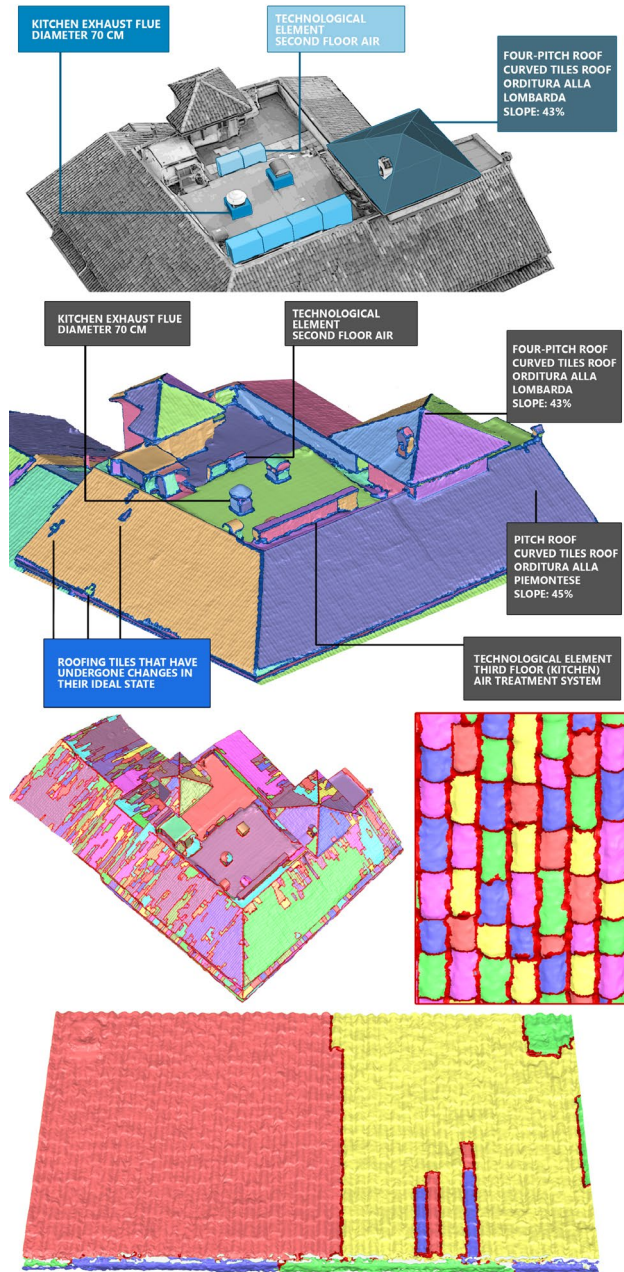 KITCHEN EXHAUST FLUE
DIAMETER 70 CM
TECHNOLOGICAL
ELEMENT
SECOND FLOOR AIR
FOUR-PITCH ROOF
CURVED TILES ROOF
ORDITURA ALLA
LOMBARDA
SLOPE: 43%
KITCHEN EXHAUST FLUE
DIAMETER 70 CM
TECHNOLOGICAL
ELEMENT
SECOND FLOOR AIR
FOUR-PITCH ROOF
CURVED TILES ROOF
ORDITURA ALLA
LOMBARDA
SLOPE: 43%
PITCH ROOF
CURVED TILES ROOF
ORDITURA ALLA
PIEMONTESE
SLOPE: 45%
ROOFING TILES THAT HAVE
UNDERGONE CHANGES IN
THEIR IDEAL STATE
TECHNOLOGICAL ELEMENT
THIRD FLOOR (KITCHEN)
AIR TREATMENT SYSTEM